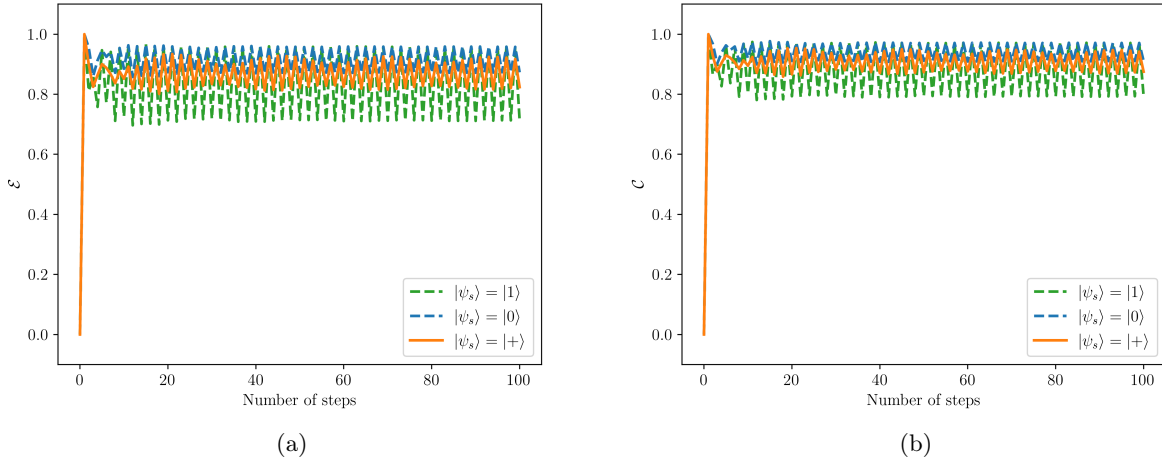 1.0
0.8
0.6
0.4
0.2
0.0
ℰ
0 20 40 60 80 100
Number of steps
|ψₛ⟩ = |1⟩
|ψₛ⟩ = |0⟩
|ψₛ⟩ = |+⟩
(a)
1.0
0.8
0.6
0.4
0.2
0.0
𝒞
0 20 40 60 80 100
Number of steps
|ψₛ⟩ = |1⟩
|ψₛ⟩ = |0⟩
|ψₛ⟩ = |+⟩
(b)